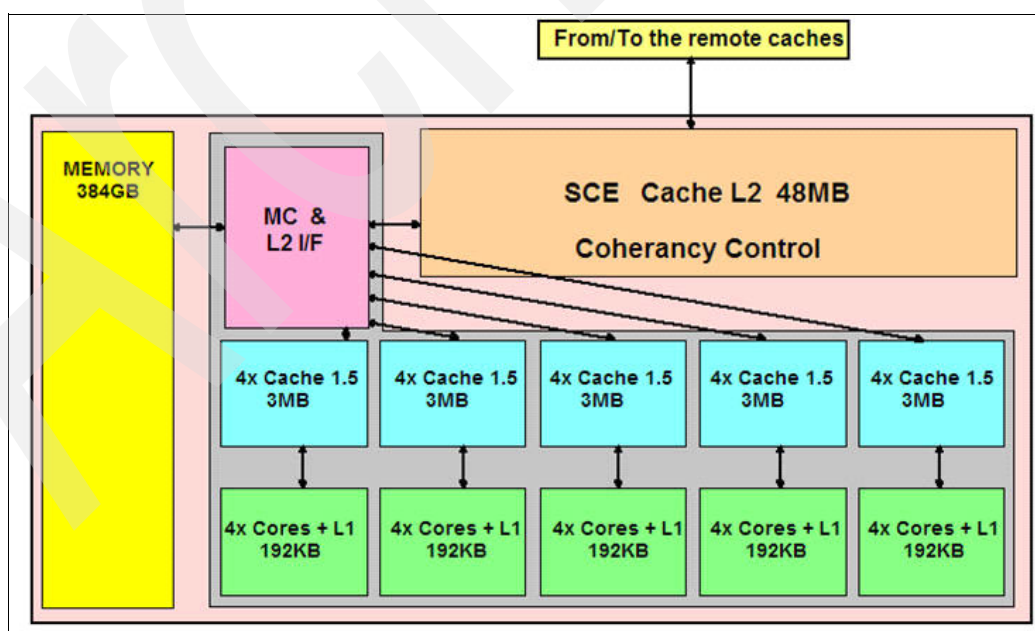 From/To the remote caches
MEMORY
384GB
MC &
L2 I/F
SCE Cache L2 48MB
Coherancy Control
4x Cache 1.5
3MB
4x Cache 1.5
3MB
4x Cache 1.5
3MB
4x Cache 1.5
3MB
4x Cache 1.5
3MB
4x Cores + L1
192KB
4x Cores + L1
192KB
4x Cores + L1
192KB
4x Cores + L1
192KB
4x Cores + L1
192KB